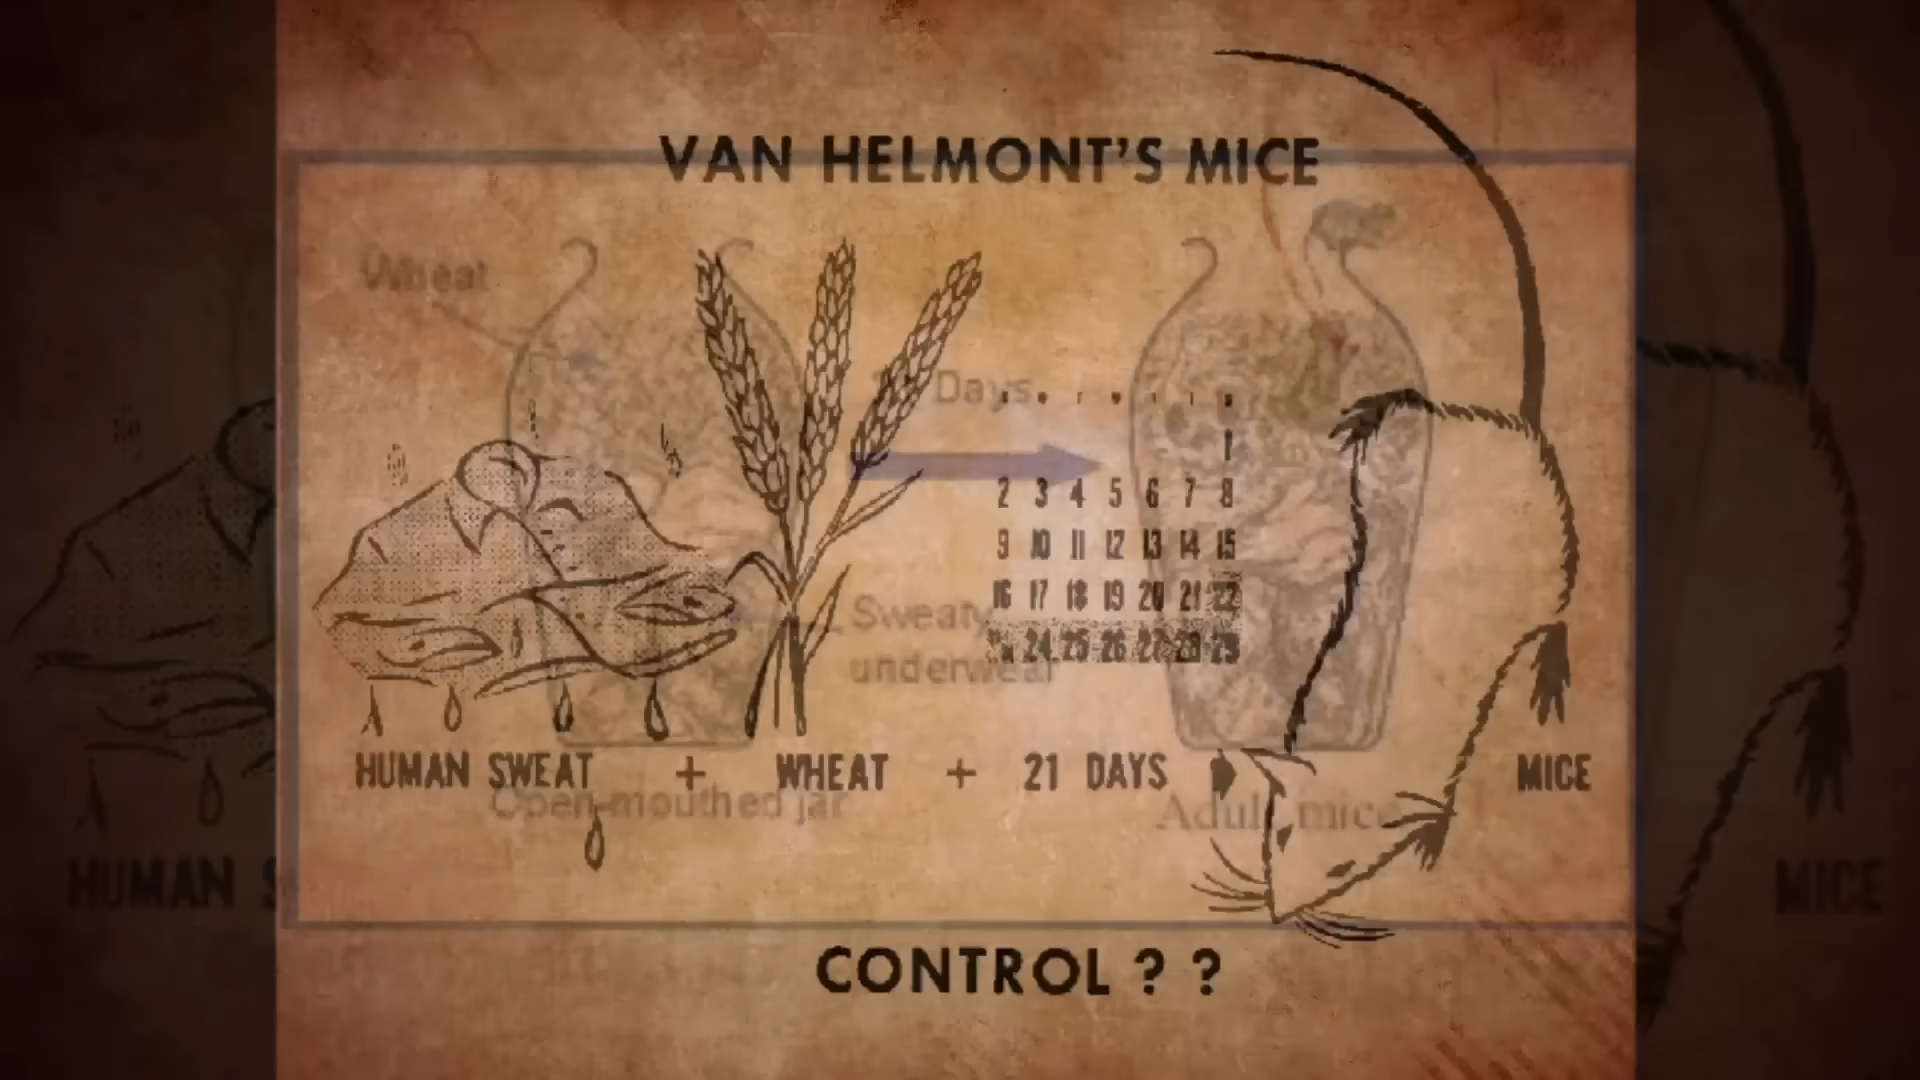 VAN HELMONT'S MICE
Wheat
Days
1
2 3 4 5 6 7 8
9 10 11 12 13 14 15
16 17 18 19 20 21 22
24 25 26 27 28 29
Sweaty
underwear
HUMAN SWEAT + WHEAT + 21 DAYS MICE
Open-mouthed jar
Adult mice
CONTROL ? ?
HUMAN
MICE